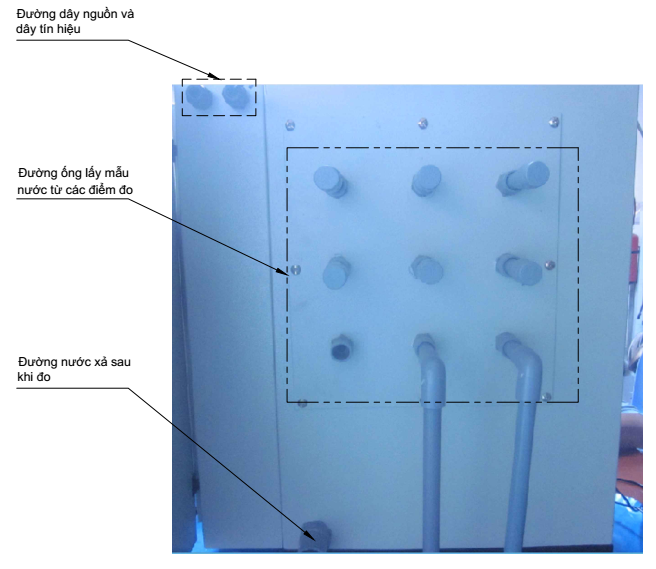 Đường dây nguồn và
dây tín hiệu
Đường ống lấy mẫu
nước từ các điểm đo
Đường nước xả sau
khi đo